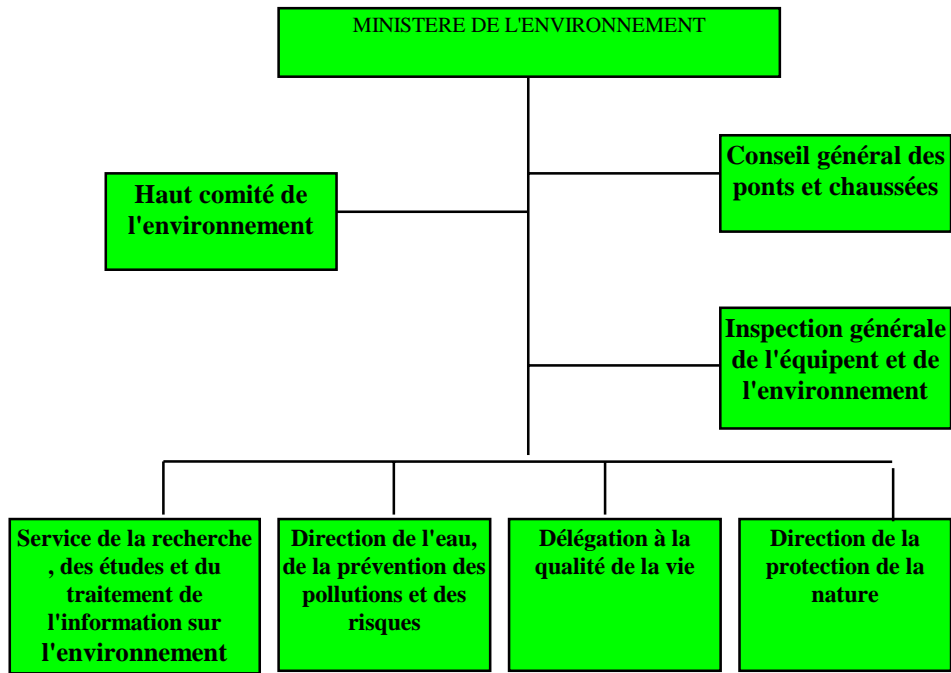 MINISTERE DE L'ENVIRONNEMENT
Conseil général des
ponts et chaussées
Haut comité de
l'environnement
Inspection générale
de l'équipent et de
l'environnement
Service de la recherche
, des études et du
traitement de
l'information sur
l'environnement
Direction de l'eau,
de la prévention des
pollutions et des
risques
Délégation à la
qualité de la vie
Direction de la
protection de la
nature